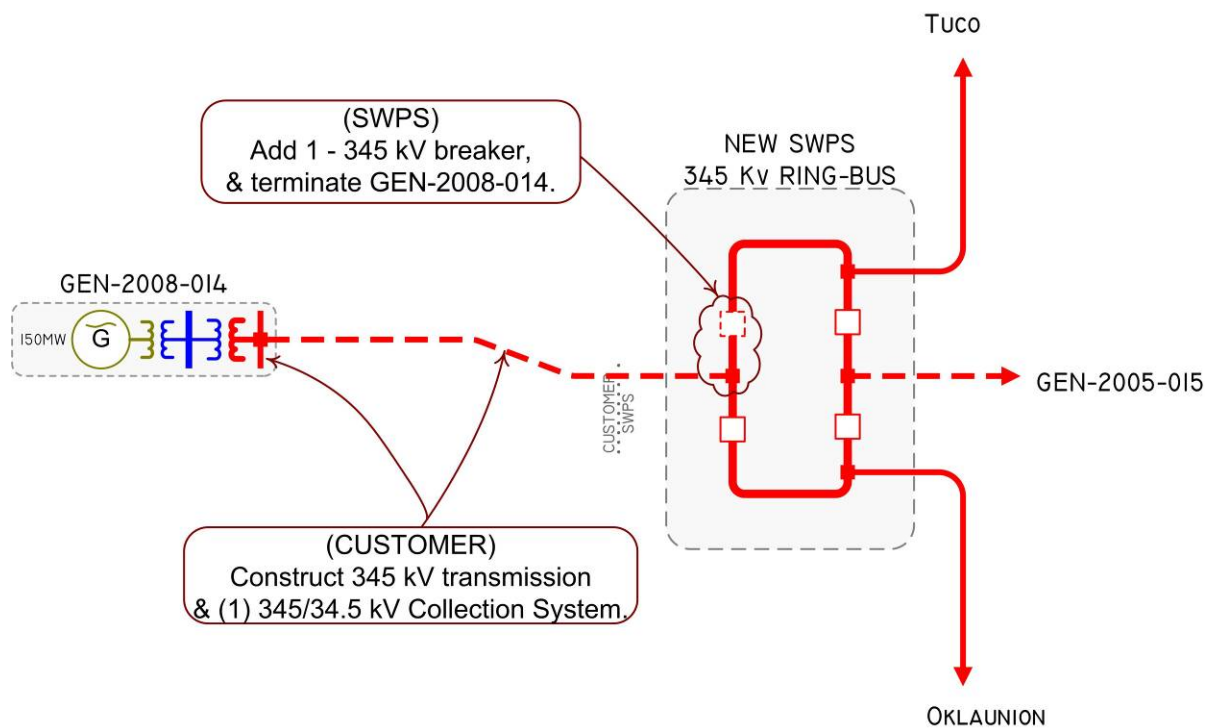 Tuco
(SWPS)
Add 1 - 345 kV breaker,
& terminate GEN-2008-014.
NEW SWPS
345 Kv RING-BUS
GEN-2008-014
150MW
G
CUSTOMER
SWPS
GEN-2005-015
(CUSTOMER)
Construct 345 kV transmission
& (1) 345/34.5 kV Collection System.
OKLAUNION